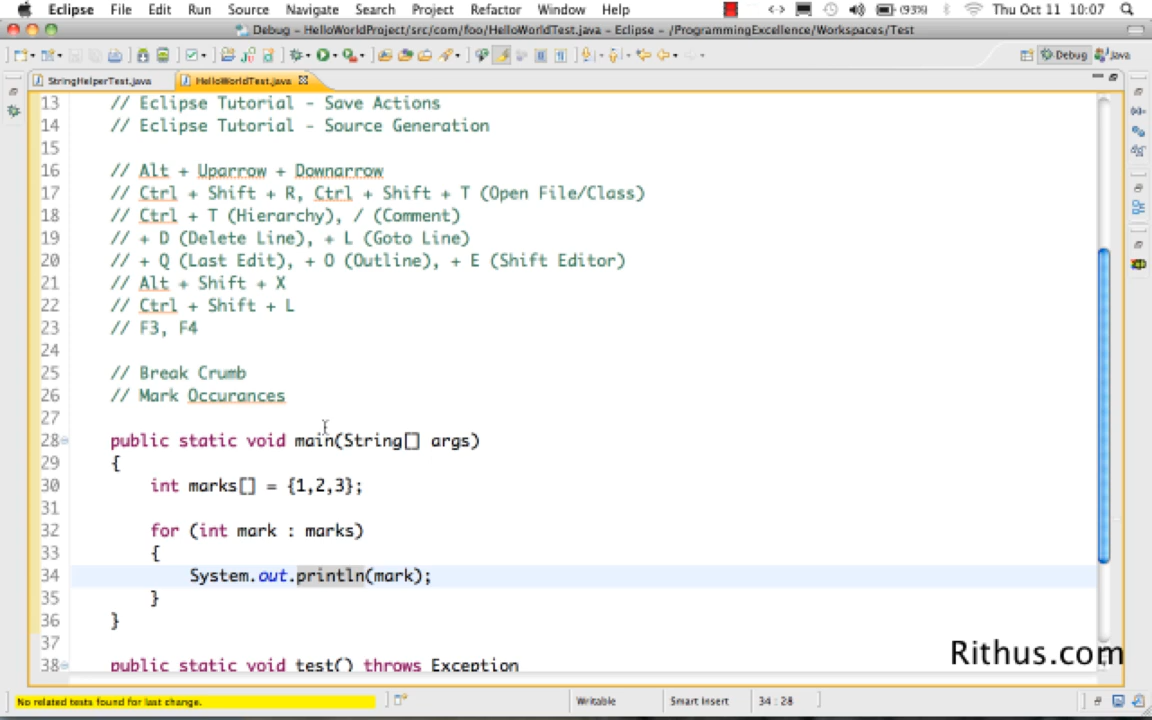 Eclipse File Edit Run Source Navigate Search Project Refactor Window Help (93%) Thu Oct 11 10:07
Debug - HelloWorldProject/src/com/foo/HelloWorldTest.java - Eclipse - /ProgrammingExcellence/Workspaces/Test
Debug Java
StringHelperTest.java HelloWorldTest.java
13 // Eclipse Tutorial - Save Actions
14 // Eclipse Tutorial - Source Generation
15
16 // Alt + Uparrow + Downarrow
17 // Ctrl + Shift + R, Ctrl + Shift + T (Open File/Class)
18 // Ctrl + T (Hierarchy), / (Comment)
19 // + D (Delete Line), + L (Goto Line)
20 // + Q (Last Edit), + O (Outline), + E (Shift Editor)
21 // Alt + Shift + X
22 // Ctrl + Shift + L
23 // F3, F4
24
25 // Break Crumb
26 // Mark Occurances
27
28 public static void main(String[] args)
29 {
30 int marks[] = {1,2,3};
31
32 for (int mark : marks)
33 {
34 System.out.println(mark);
35 }
36 }
37
38 public static void test() throws Exception
Rithus.com
No related tests found for last change. Writable Smart Insert 34 : 28